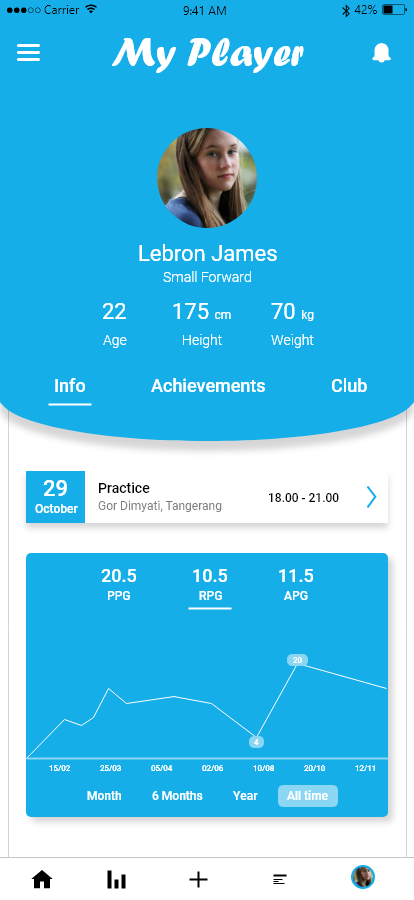 Carrier 9:41 AM 42%
My Player
Lebron James
Small Forward
22 175 cm 70 kg
Age Height Weight
Info Achievements Club
29 October
Practice
Gor Dimyati, Tangerang
18.00 - 21.00
20.5 10.5 11.5
PPG RPG APG
20
4
15/02 25/03 05/04 02/06 10/08 20/10 12/11
Month 6 Months Year All time